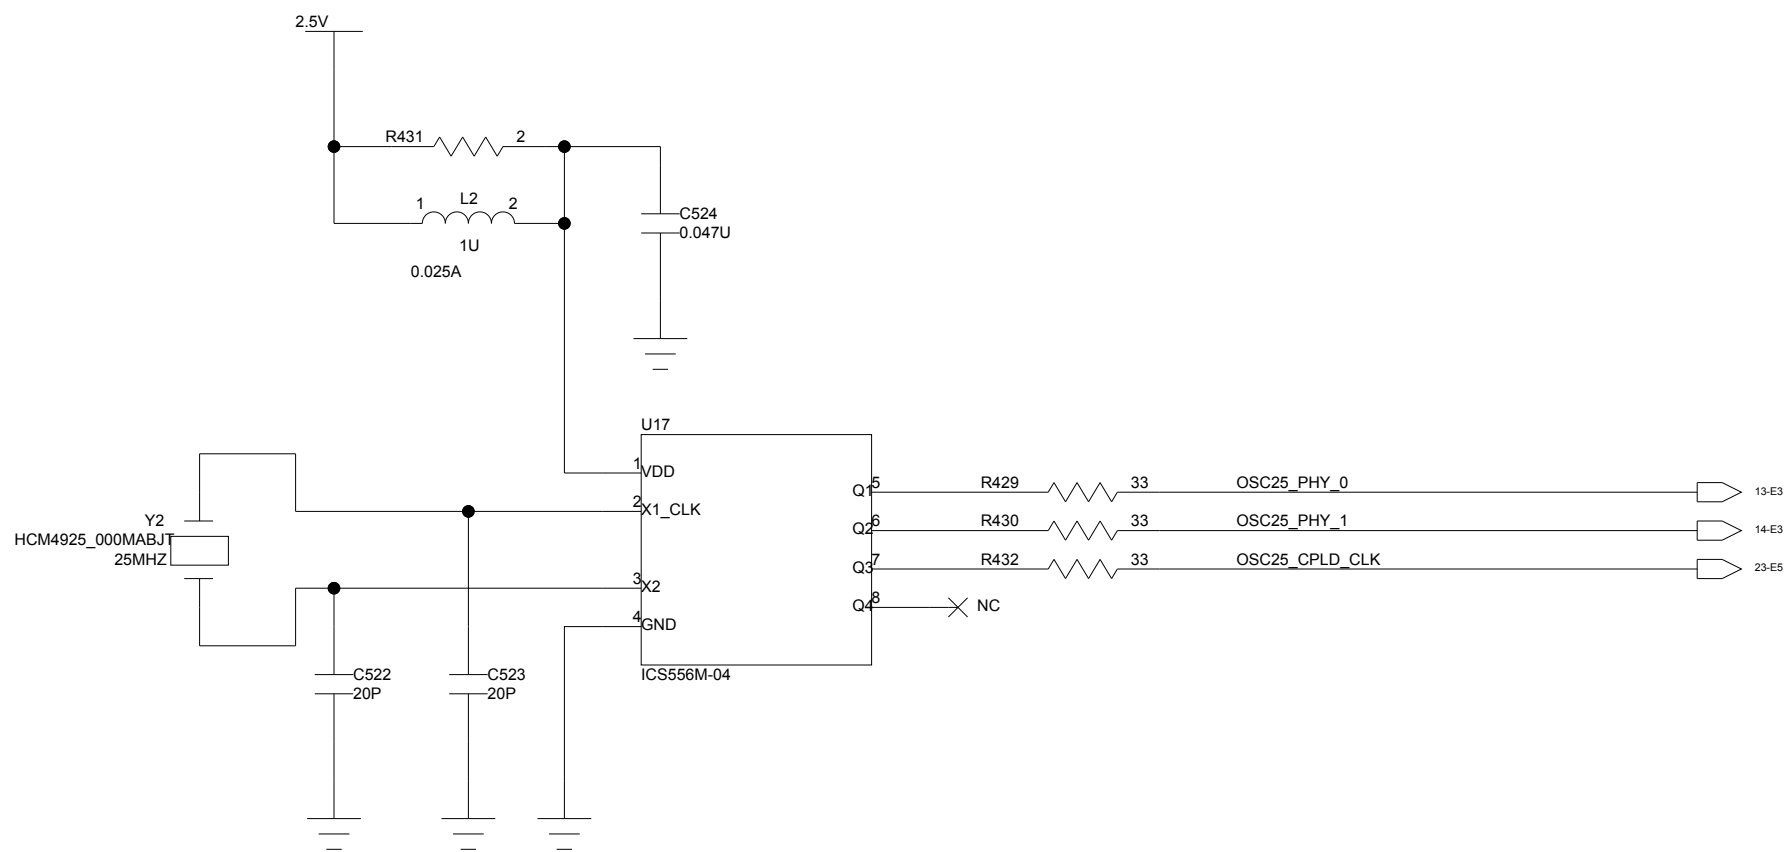 2.5V
R431 2
1 L2 2
1U
0.025A
C524
0.047U
U17
1 VDD
2 X1_CLK
3 X2
4 GND
Q1 5
Q2 6
Q3 7
Q4 8
ICS556M-04
Y2
HCM4925_000MABJT
25MHZ
C522
20P
C523
20P
R429 33 OSC25_PHY_0 13-E3
R430 33 OSC25_PHY_1 14-E3
R432 33 OSC25_CPLD_CLK 23-E5
NC